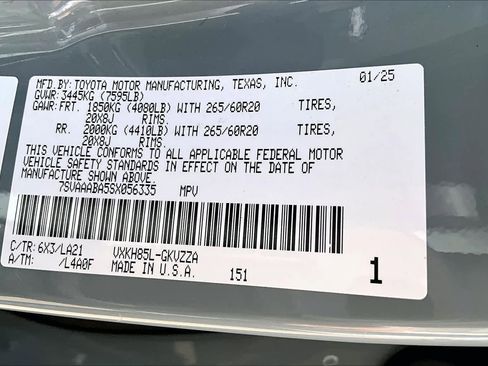 MFD.BY:TOYOTA MOTOR MANUFACTURING, TEXAS, INC. 01/25
GVWR:3445KG (7595LB)
GAWR:FRT. 1850KG (4080LB) WITH 265/60R20 TIRES,
20X8J RIMS.
RR. 2000KG (4410LB) WITH 265/60R20 TIRES,
20X8J RIMS.
THIS VEHICLE CONFORMS TO ALL APPLICABLE FEDERAL MOTOR
VEHICLE SAFETY STANDARDS IN EFFECT ON THE DATE OF
MANUFACTURE SHOWN ABOVE.
7SVAAABA5SX056335 MPV
C/TR:6X3/LA21 VXKH85L-GKVZZA
A/TM: /L4A0F MADE IN U.S.A. 151 1